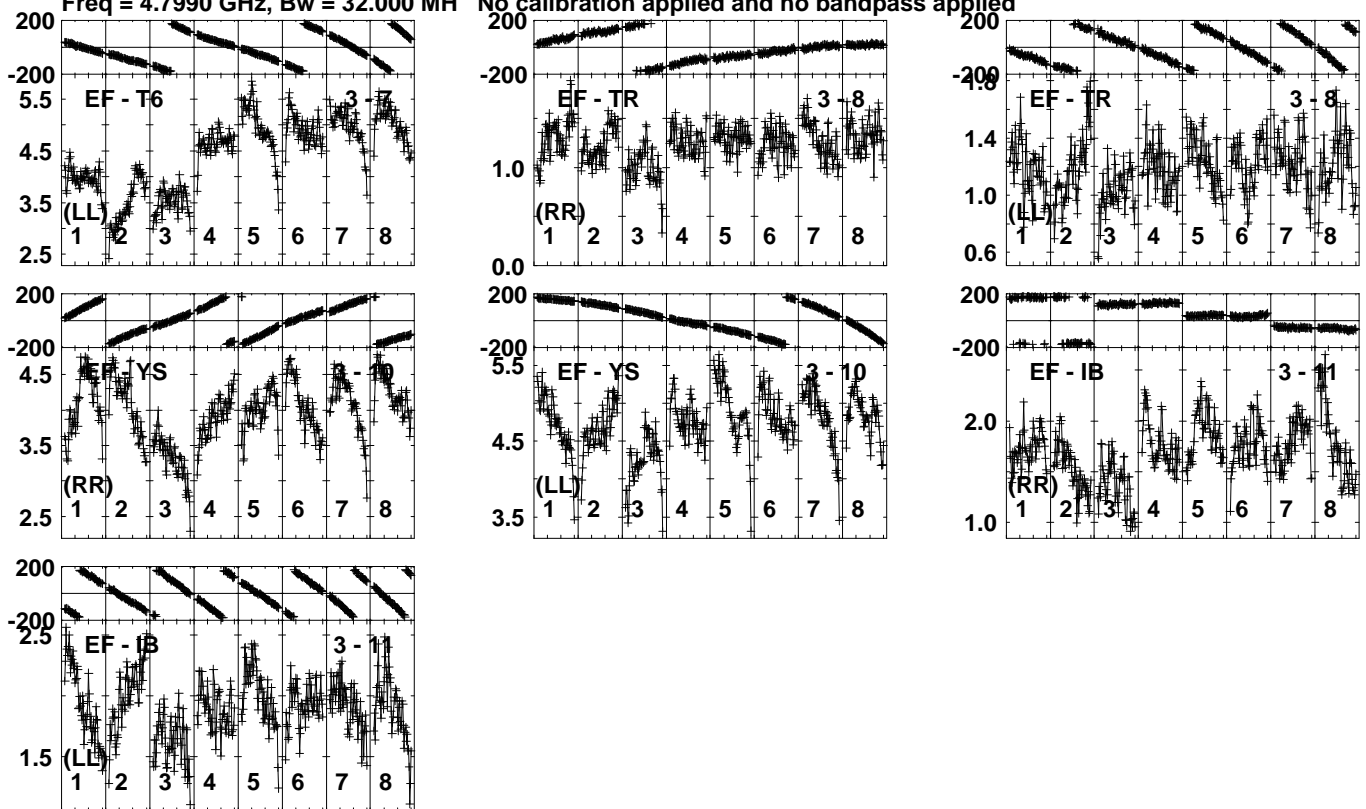 Freq = 4.7990 GHz, Bw = 32.000 MH   No calibration applied and no bandpass applied
200
-200
EF - T6 3 - 7
5.5
4.5
3.5
2.5
(LL)
1 2 3 4 5 6 7 8
200
-200
EF - TR 3 - 8
1.0
0.0
(RR)
1 2 3 4 5 6 7 8
200
-200
1.8
EF - TR 3 - 8
1.4
1.0
0.6
(LL)
1 2 3 4 5 6 7 8
200
-200
EF - YS 3 - 10
4.5
3.5
2.5
(RR)
1 2 3 4 5 6 7 8
200
-200
5.5
EF - YS 3 - 10
4.5
3.5
(LL)
1 2 3 4 5 6 7 8
200
-200
EF - IB 3 - 11
2.0
1.0
(RR)
1 2 3 4 5 6 7 8
200
-200
2.5
EF - IB 3 - 11
1.5
(LL)
1 2 3 4 5 6 7 8